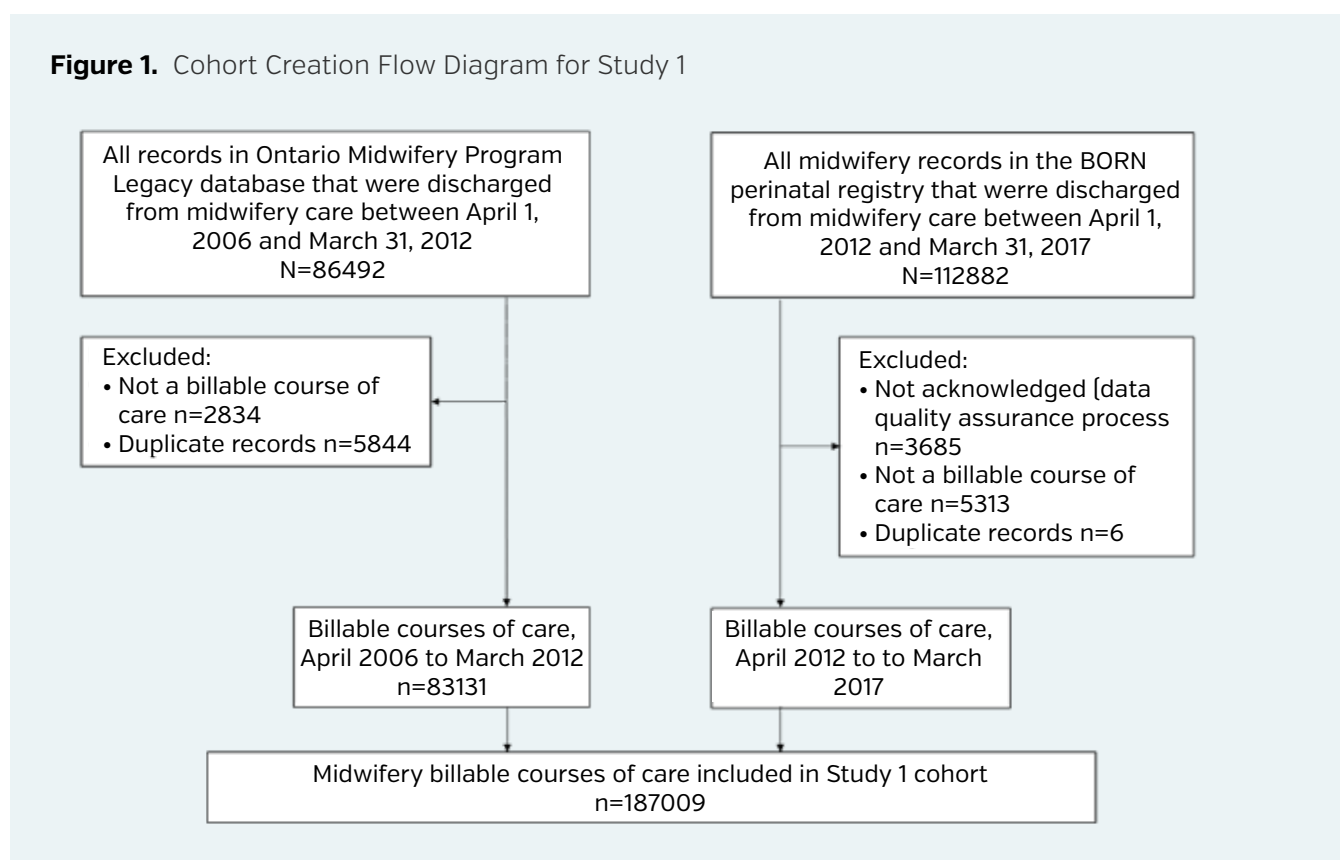 Figure 1. Cohort Creation Flow Diagram for Study 1
All records in Ontario Midwifery Program
Legacy database that were discharged
from midwifery care between April 1,
2006 and March 31, 2012
N=86492
All midwifery records in the BORN
perinatal registry that werre discharged
from midwifery care between April 1,
2012 and March 31, 2017
N=112882
Excluded:
• Not a billable course of
care n=2834
• Duplicate records n=5844
Excluded:
• Not acknowledged (data
quality assurance process
n=3685
• Not a billable course of
care n=5313
• Duplicate records n=6
Billable courses of care,
April 2006 to March 2012
n=83131
Billable courses of care,
April 2012 to to March
2017
Midwifery billable courses of care included in Study 1 cohort
n=187009